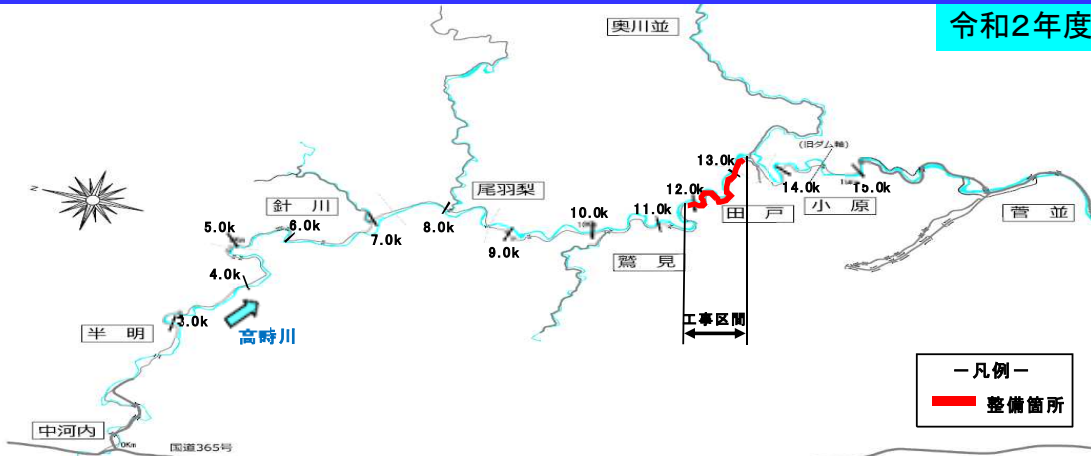 令和2年度
奥川並
(旧ダム軸)
13.0k
14.0k
15.0k
尾羽梨
12.0k
田戸
小原
菅並
針川
8.0k
10.0k
11.0k
5.0k
6.0k
7.0k
9.0k
鷲見
4.0k
工事区間
半明
3.0k
高時川
中河内
0Km
国道365号
－凡例－
整備箇所
N